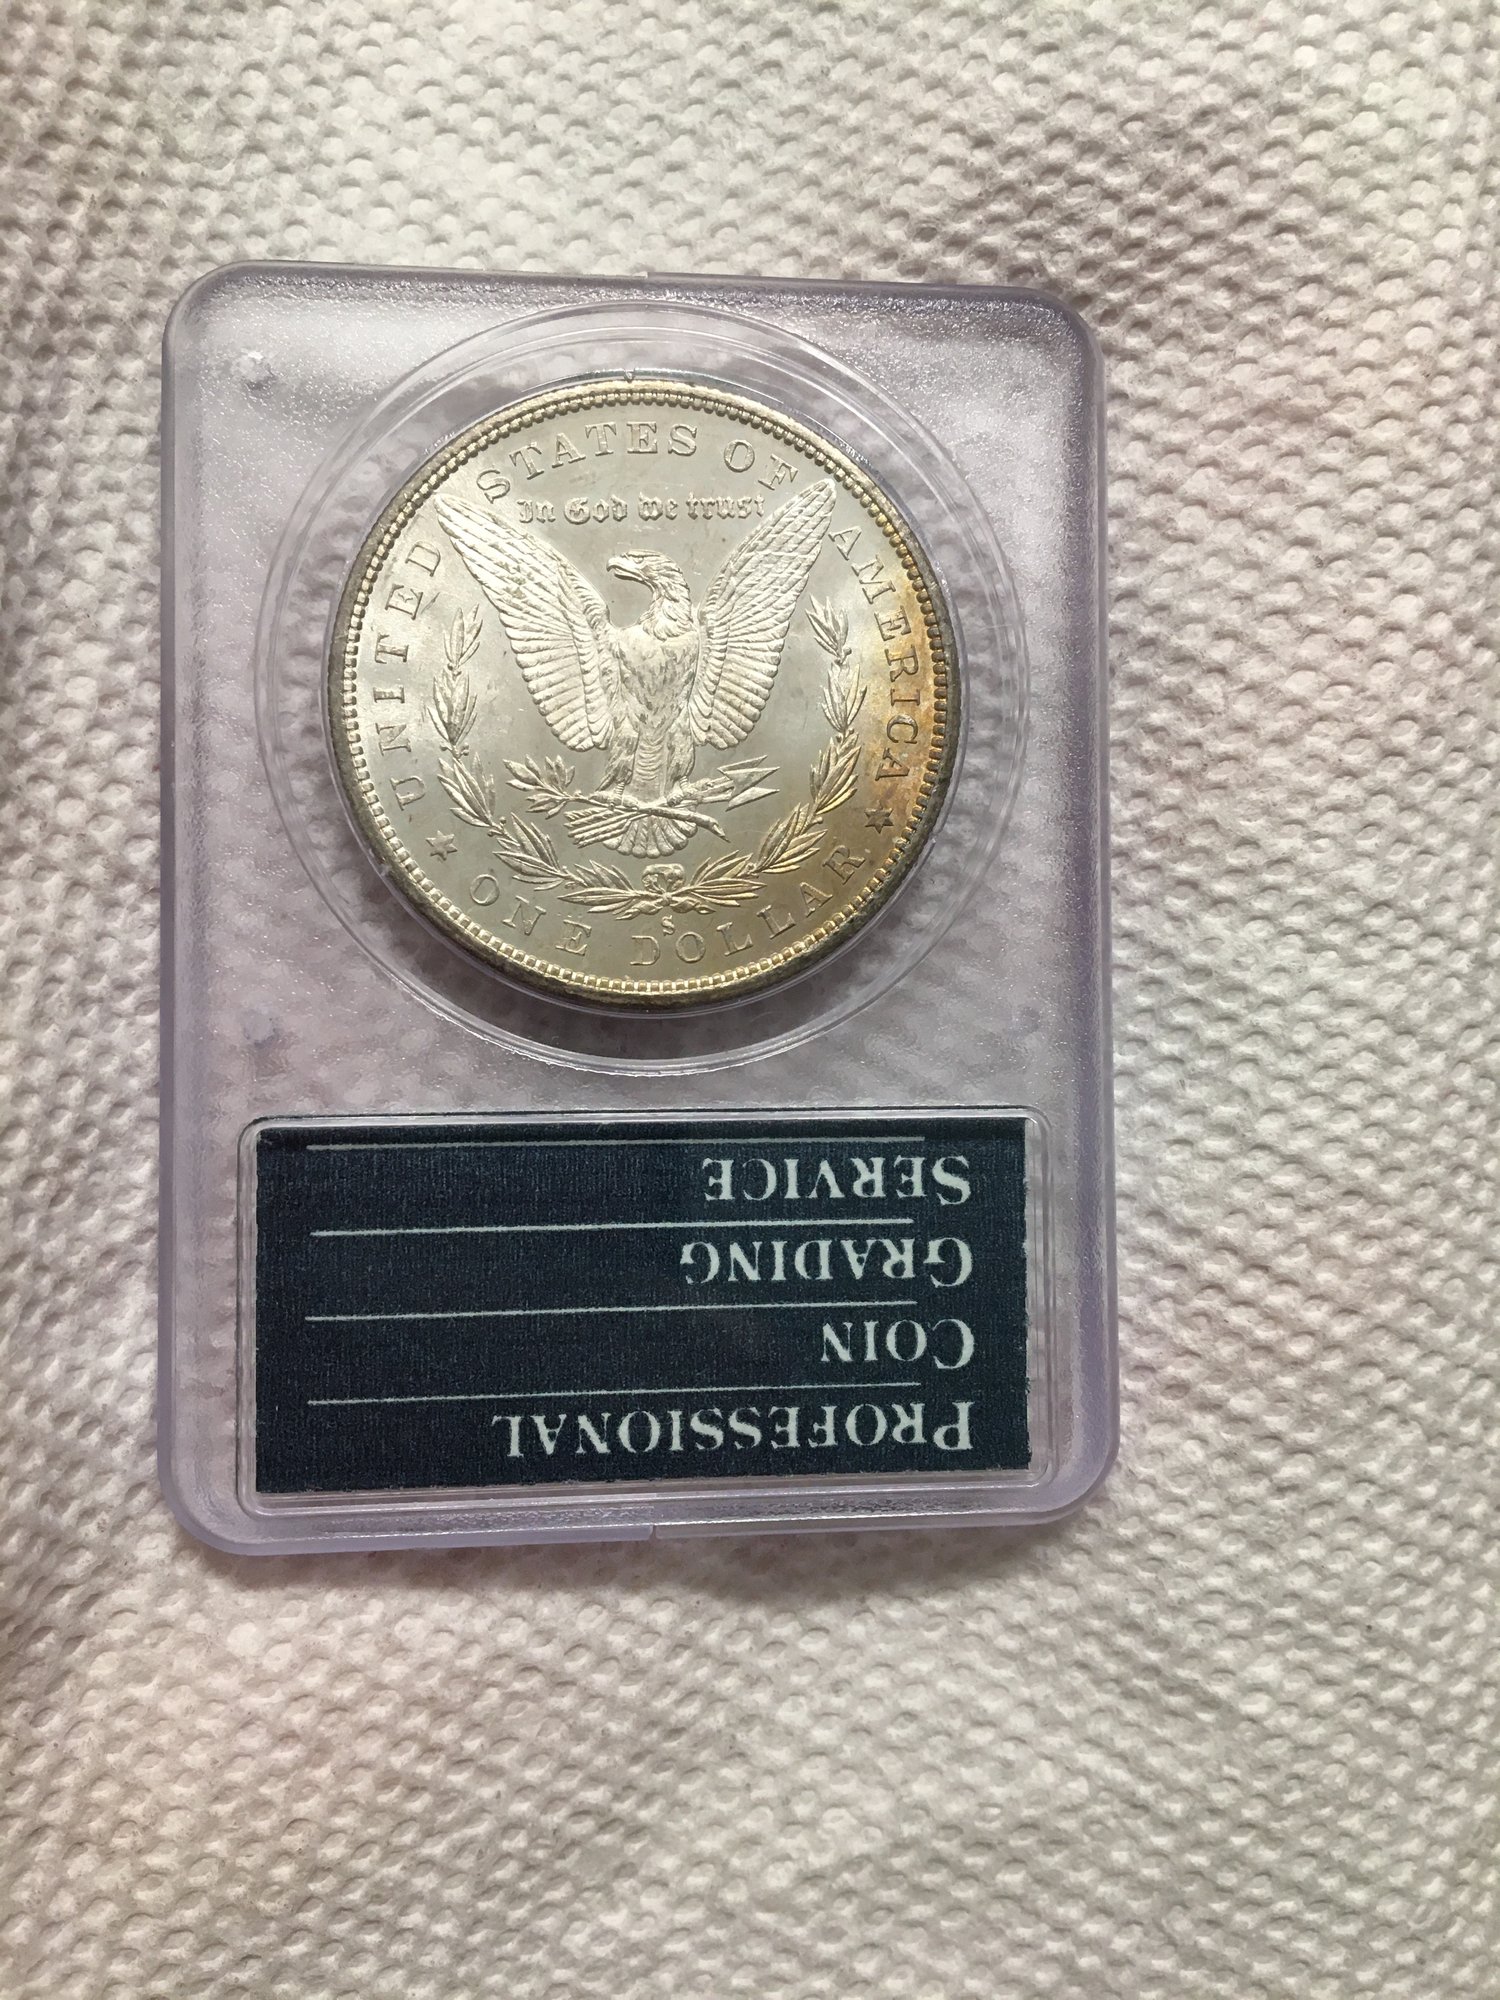 UNITED STATES OF AMERICA
In God we trust
S
ONE DOLLAR
PROFESSIONAL
COIN
GRADING
SERVICE